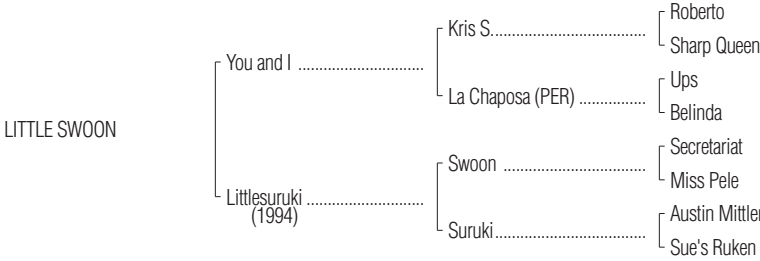 Roberto
Kris S. ......................................
Sharp Queen
You and I ...............................
Ups
La Chaposa (PER) ................
Belinda
LITTLE SWOON
Secretariat
Swoon ...................................
Miss Pele
Littlesuruki .............................
(1994)
Austin Mittler
Suruki.....................................
Sue's Ruken